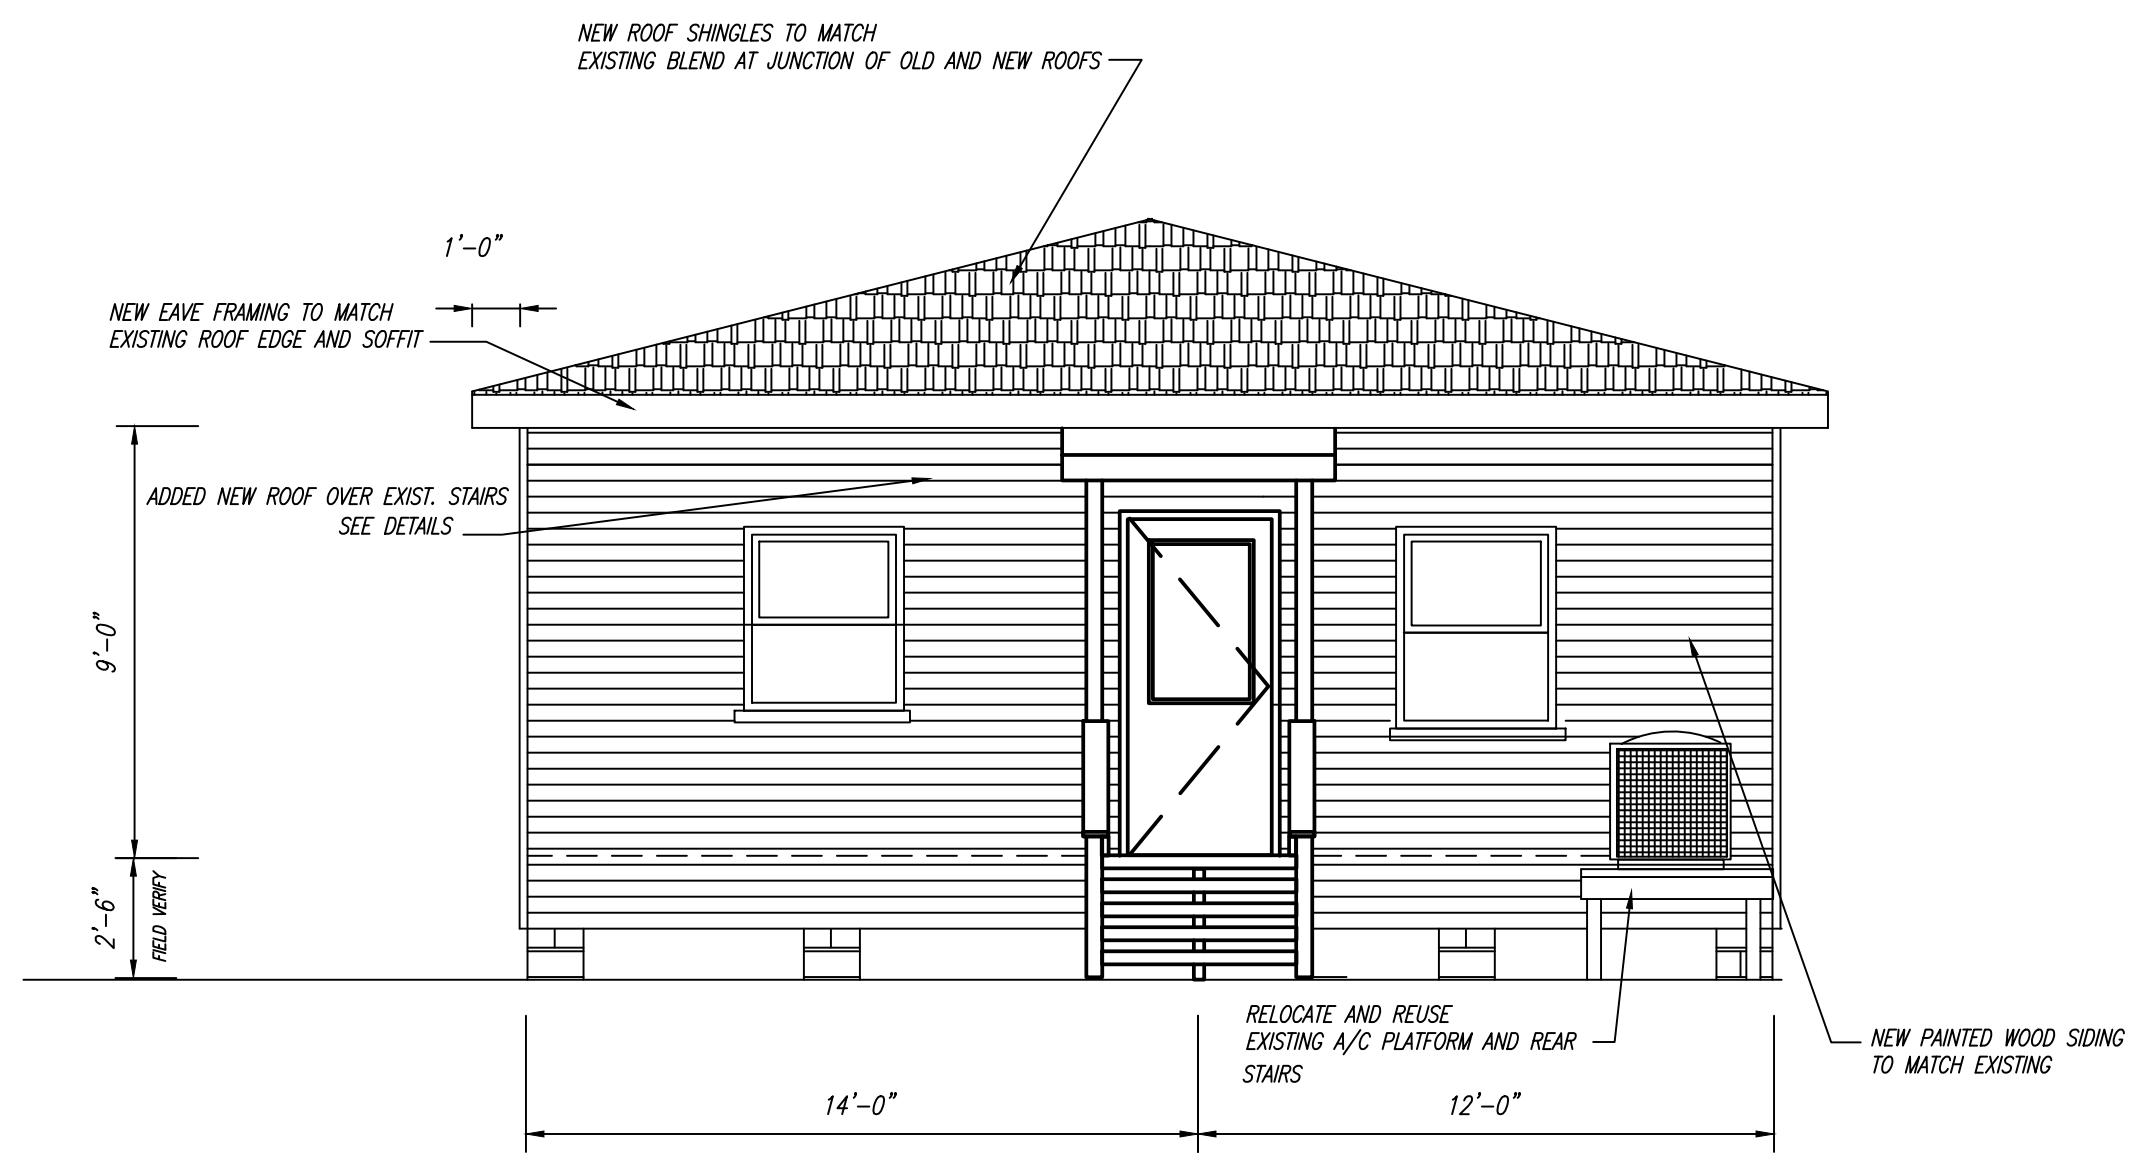 NEW ROOF SHINGLES TO MATCH
EXISTING BLEND AT JUNCTION OF OLD AND NEW ROOFS
1'-0"
NEW EAVE FRAMING TO MATCH
EXISTING ROOF EDGE AND SOFFIT
ADDED NEW ROOF OVER EXIST. STAIRS
SEE DETAILS
9'-0"
2'-6"
FIELD VERIFY
RELOCATE AND REUSE
EXISTING A/C PLATFORM AND REAR
STAIRS
NEW PAINTED WOOD SIDING
TO MATCH EXISTING
14'-0"
12'-0"